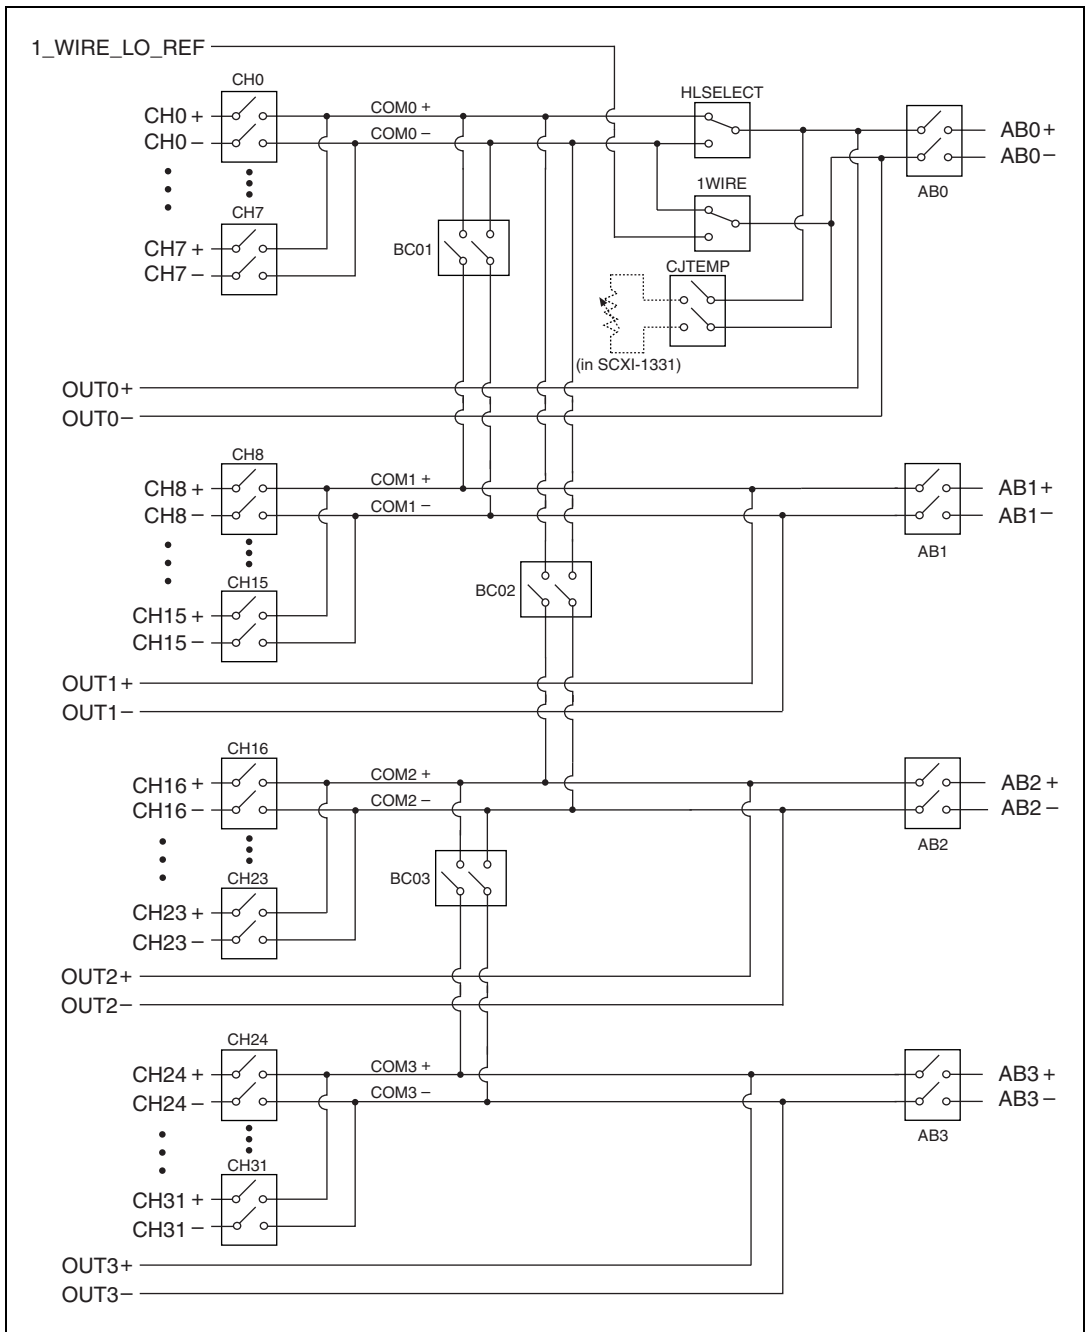 1_WIRE_LO_REF
CH0
HLSELECT
CH0 + COM0 + AB0+
CH0 − COM0 − AB0−
1WIRE AB0
CH7
BC01
CH7 + CJTEMP
CH7 −
(in SCXI-1331)
OUT0+
OUT0−
CH8
CH8 + COM1 + AB1+
CH8 − COM1 − AB1−
AB1
CH15
BC02
CH15 +
CH15 −
OUT1+
OUT1−
CH16
CH16 + COM2 + AB2 +
CH16 − COM2 − AB2 −
AB2
CH23
BC03
CH23 +
CH23 −
OUT2+
OUT2−
CH24
CH24 + COM3 + AB3 +
CH24 − COM3 − AB3 −
AB3
CH31
CH31 +
CH31 −
OUT3+
OUT3−